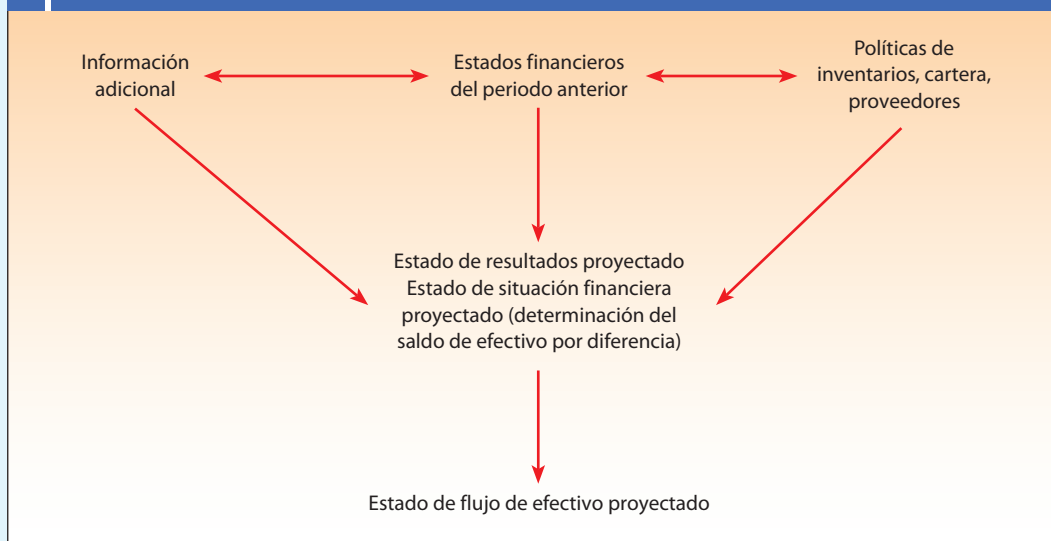 Información
adicional
Estados financieros
del periodo anterior
Políticas de
inventarios, cartera,
proveedores
Estado de resultados proyectado
Estado de situación financiera
proyectado (determinación del
saldo de efectivo por diferencia)
Estado de flujo de efectivo proyectado